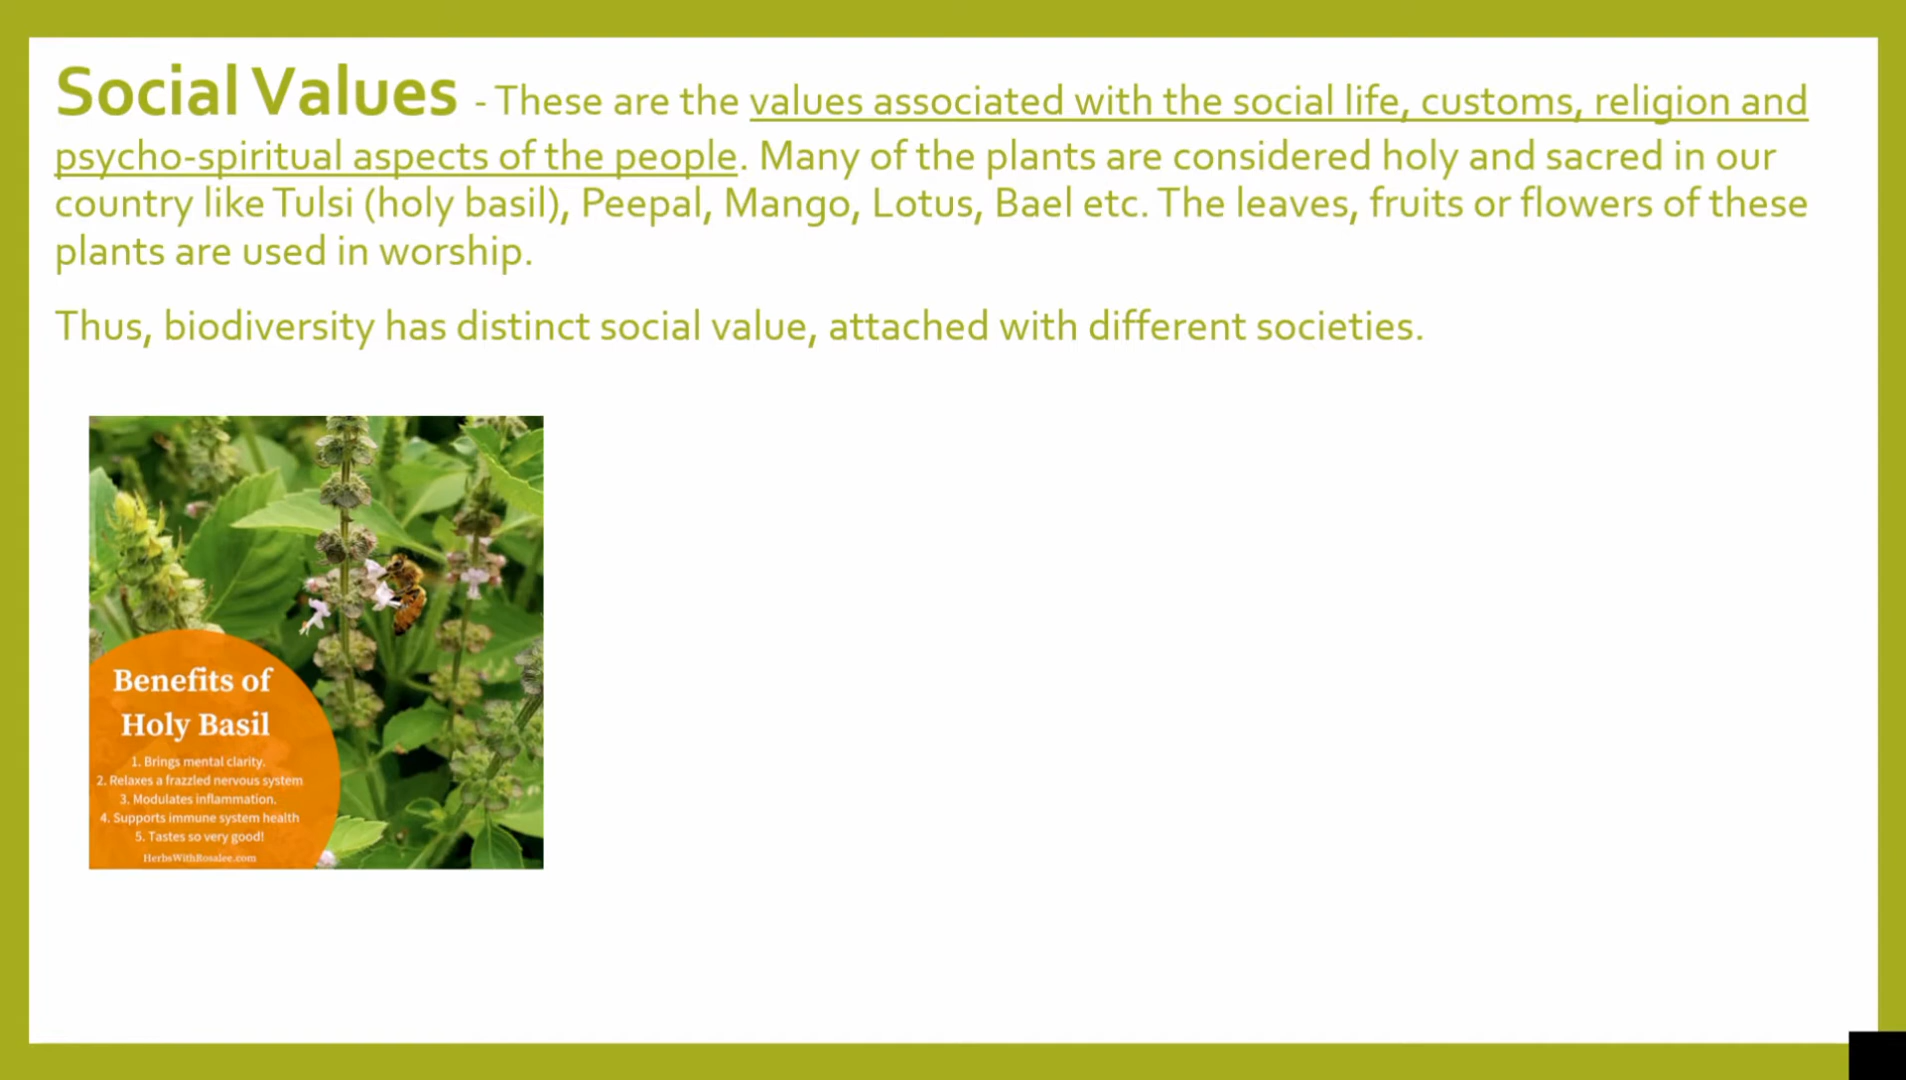 Social Values - These are the values associated with the social life, customs, religion and
psycho-spiritual aspects of the people. Many of the plants are considered holy and sacred in our
country like Tulsi (holy basil), Peepal, Mango, Lotus, Bael etc. The leaves, fruits or flowers of these
plants are used in worship.
Thus, biodiversity has distinct social value, attached with different societies.
Benefits of
Holy Basil
1. Brings mental clarity.
2. Relaxes a frazzled nervous system
3. Modulates inflammation.
4. Supports immune system health
5. Tastes so very good!
HerbsWithRosalee.com